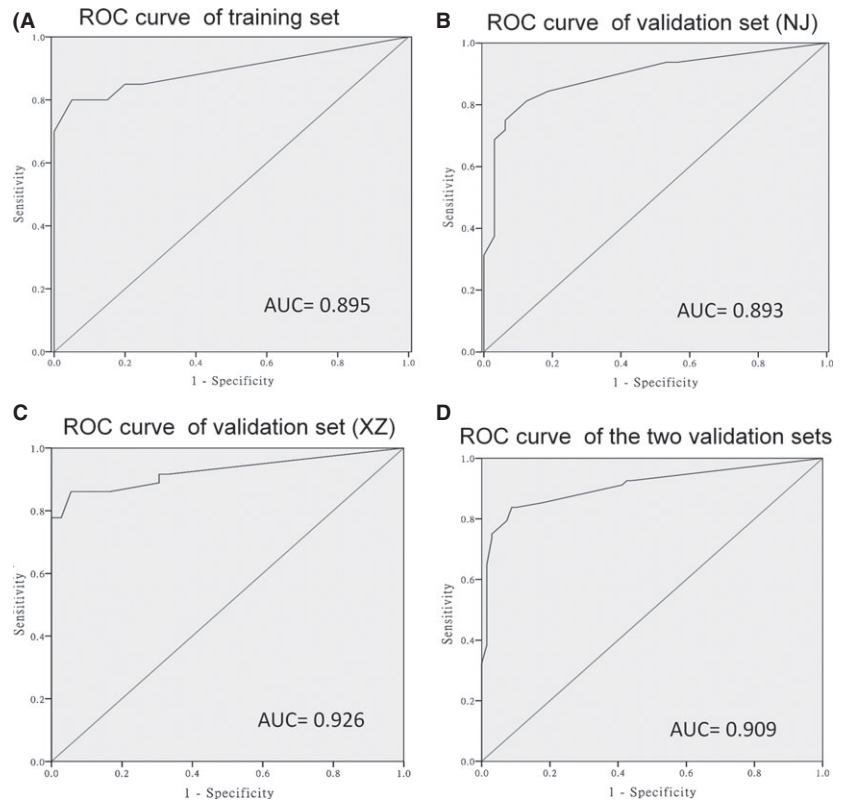 (A)
ROC curve of training set
1.0
0.8
0.6
0.4
0.2
0.0
Sensitivity
AUC= 0.895
0.0 0.2 0.4 0.6 0.8 1.0
1 - Specificity
B
ROC curve of validation set (NJ)
1.0
0.8
0.6
0.4
0.2
0.0
Sensitivity
AUC= 0.893
0.0 0.2 0.4 0.6 0.8 1.0
1 - Specificity
C
ROC curve of validation set (XZ)
1.0
0.8
0.6
0.4
0.2
0.0
Sensitivity
AUC= 0.926
0.0 0.2 0.4 0.6 0.8 1.0
1 - Specificity
D
ROC curve of the two validation sets
1.0
0.8
0.6
0.4
0.2
0.0
Sensitivity
AUC= 0.909
0.0 0.2 0.4 0.6 0.8 1.0
1 - Specificity